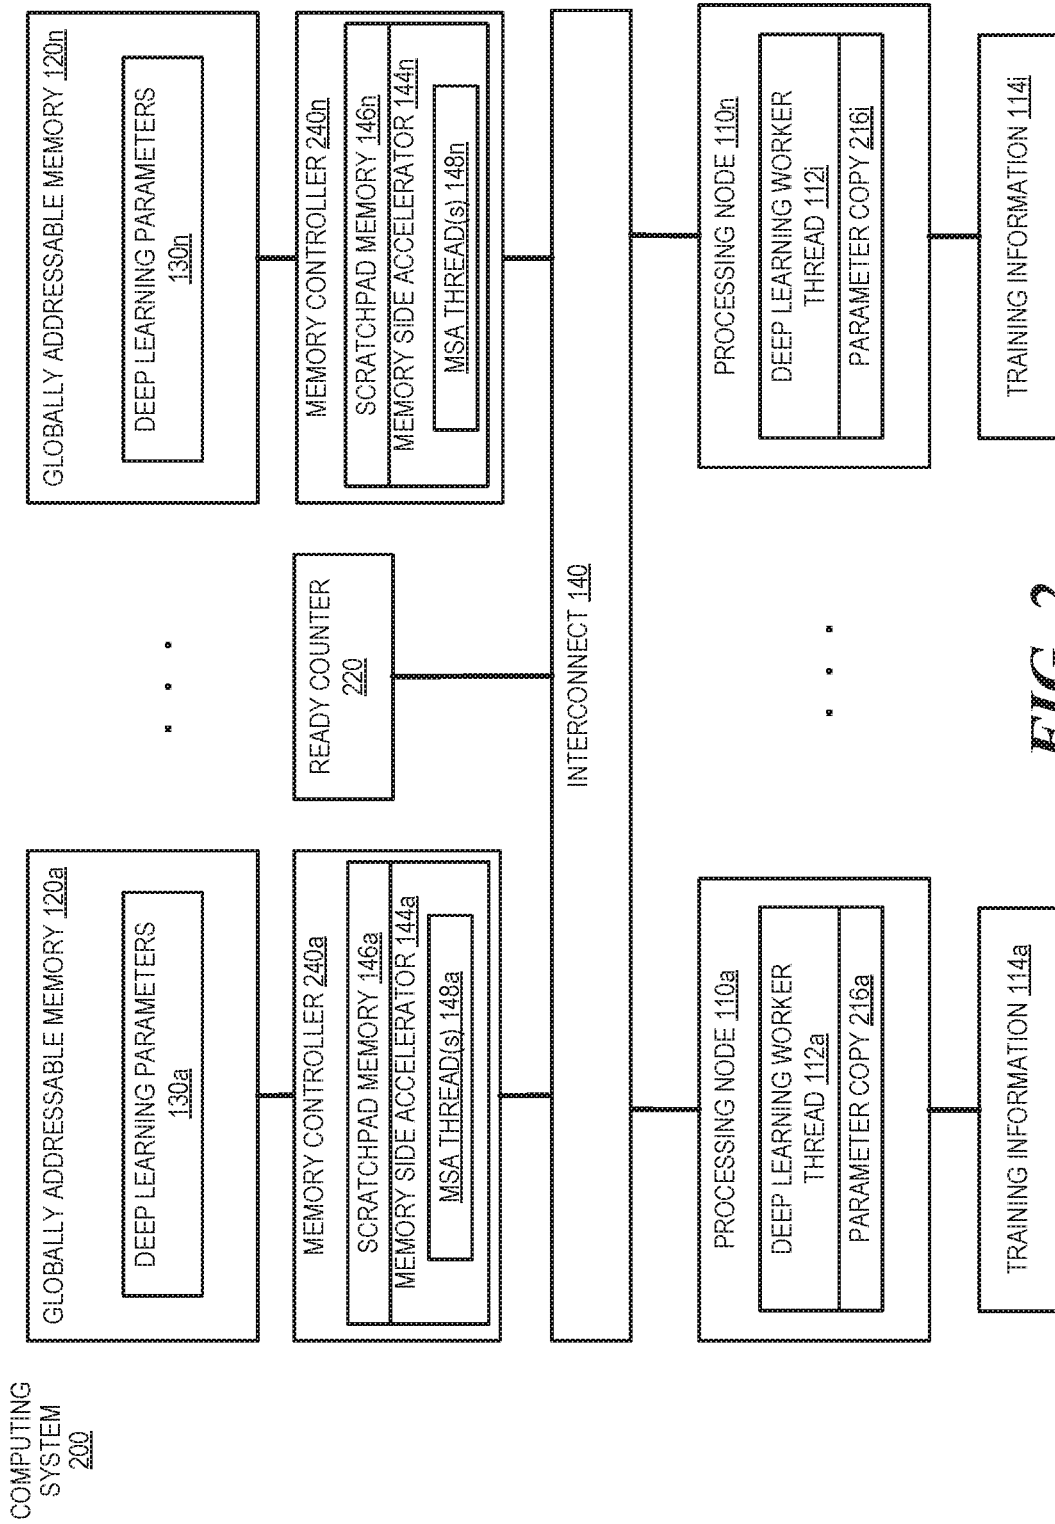 COMPUTING
SYSTEM
200
GLOBALLY ADDRESSABLE MEMORY 120a
DEEP LEARNING PARAMETERS
130a
GLOBALLY ADDRESSABLE MEMORY 120n
DEEP LEARNING PARAMETERS
130n
MEMORY CONTROLLER 240a
SCRATCHPAD MEMORY 146a
MEMORY SIDE ACCELERATOR 144a
MSA THREAD(s) 148a
READY COUNTER
220
MEMORY CONTROLLER 240n
SCRATCHPAD MEMORY 146n
MEMORY SIDE ACCELERATOR 144n
MSA THREAD(s) 148n
INTERCONNECT 140
PROCESSING NODE 110a
DEEP LEARNING WORKER
THREAD 112a
PARAMETER COPY 216a
PROCESSING NODE 110n
DEEP LEARNING WORKER
THREAD 112i
PARAMETER COPY 216i
TRAINING INFORMATION 114a
TRAINING INFORMATION 114i
FIG. 2